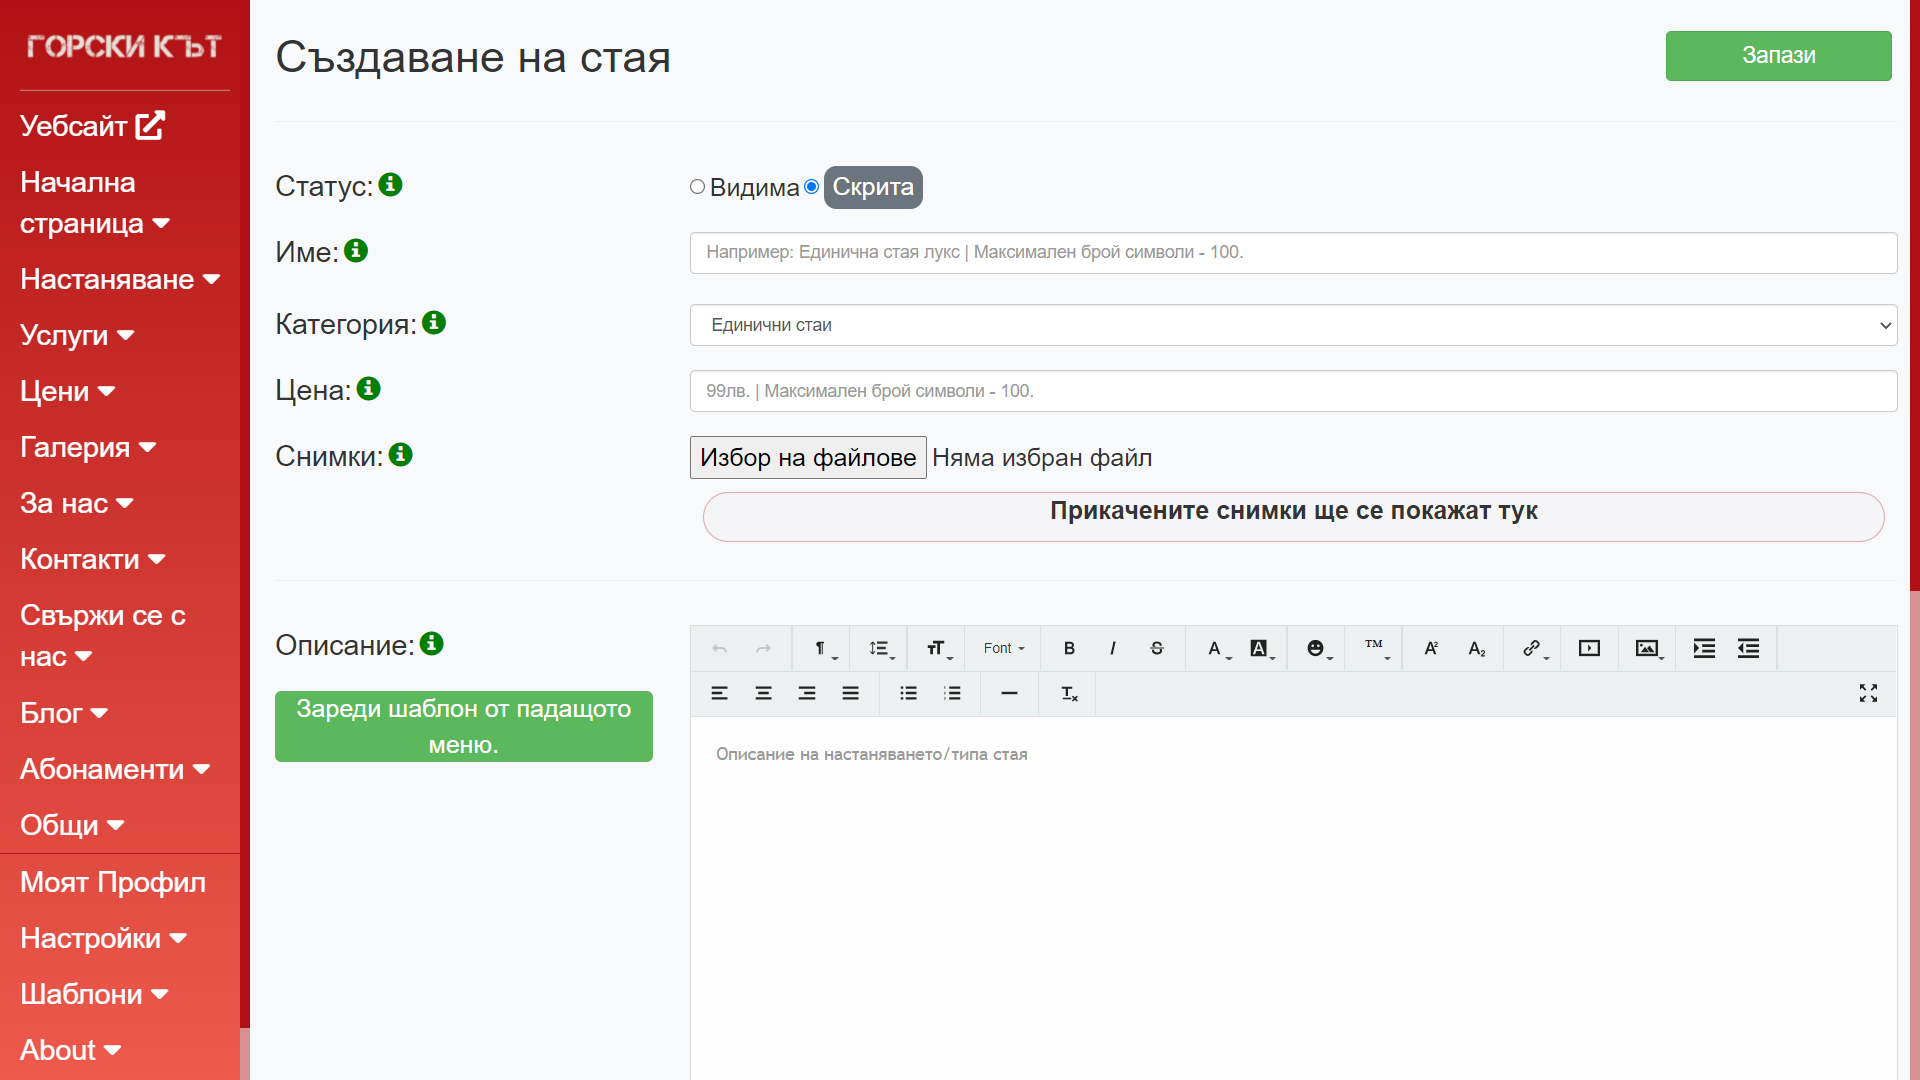 ГОРСКИ КЪТ
Уебсайт
Начална
страница
Настаняване
Услуги
Цени
Галерия
За нас
Контакти
Свържи се с
нас
Блог
Абонаменти
Общи
Моят Профил
Настройки
Шаблони
About
Създаване на стая
Запази
Статус:
Видима Скрита
Име:
Например: Единична стая лукс | Максимален брой символи - 100.
Категория:
Единични стаи
Цена:
99лв. | Максимален брой символи - 100.
Снимки:
Избор на файлове Няма избран файл
Прикачените снимки ще се покажат тук
Описание:
Зареди шаблон от падащото
меню.
Font
Описание на настаняването/типа стая